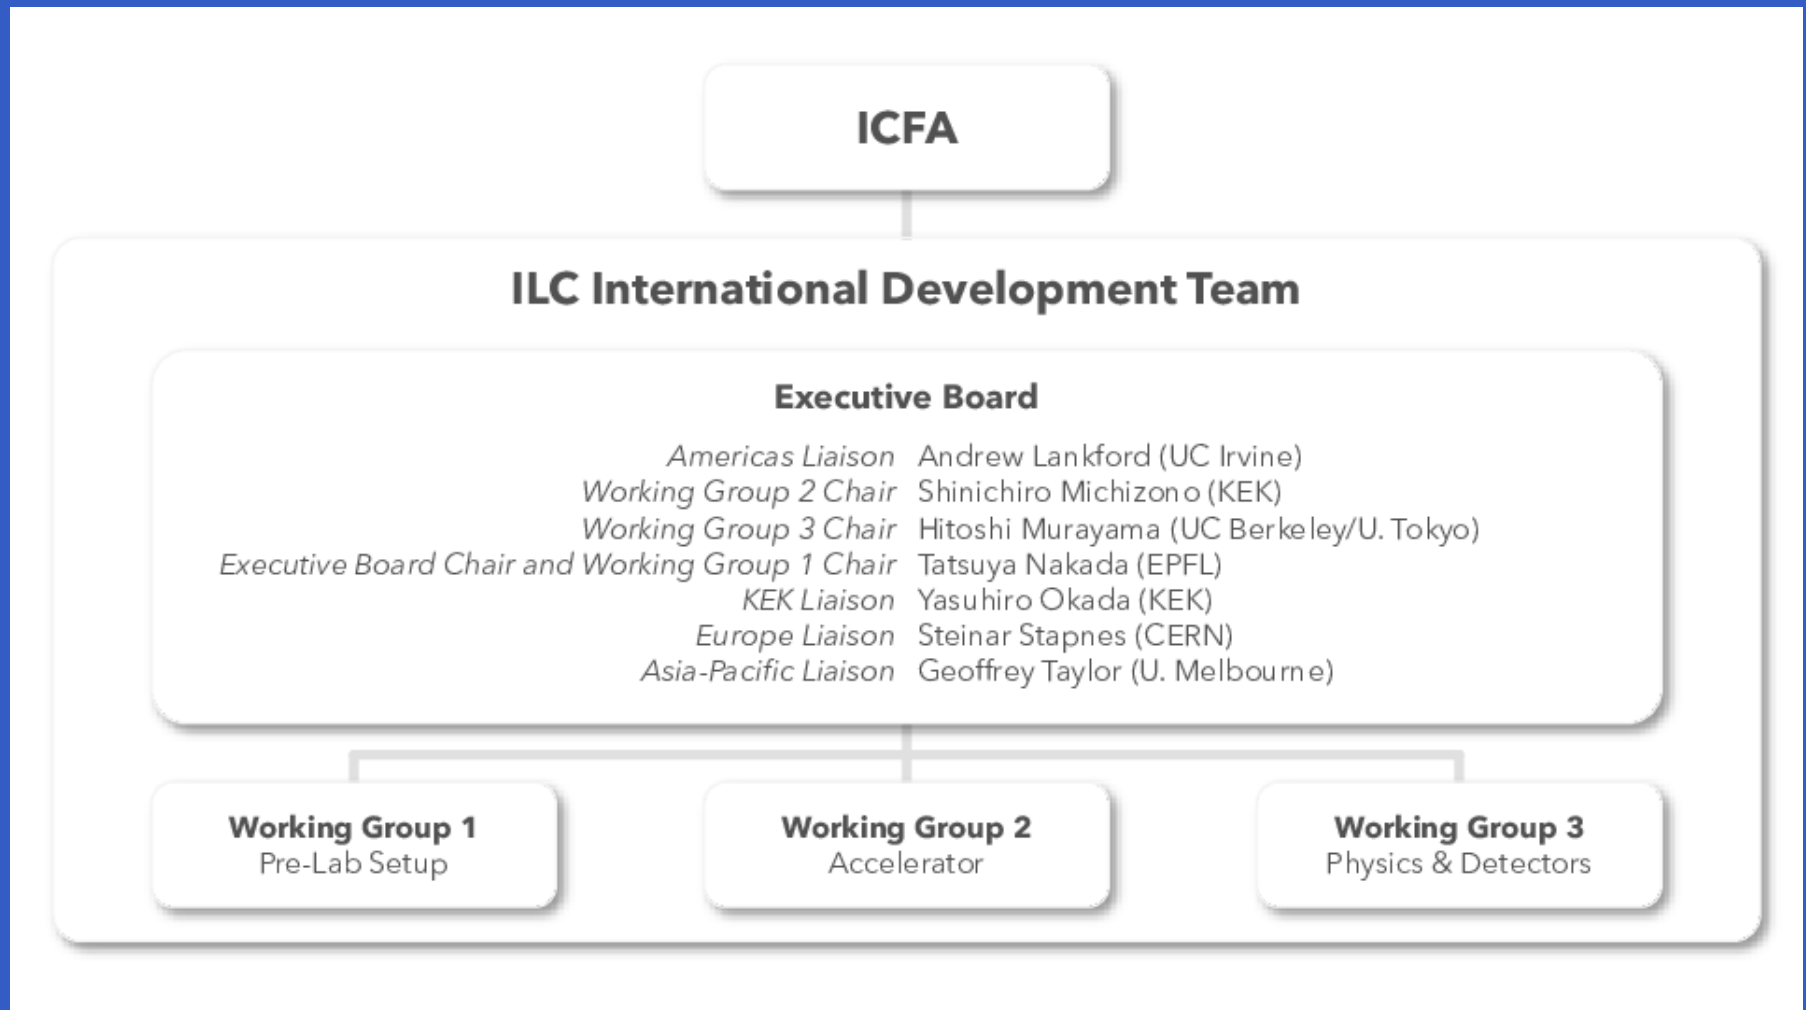 ICFA
ILC International Development Team
Executive Board
Americas Liaison Andrew Lankford (UC Irvine)
Working Group 2 Chair Shinichiro Michizono (KEK)
Working Group 3 Chair Hitoshi Murayama (UC Berkeley/U. Tokyo)
Executive Board Chair and Working Group 1 Chair Tatsuya Nakada (EPFL)
KEK Liaison Yasuhiro Okada (KEK)
Europe Liaison Steinar Stapnes (CERN)
Asia-Pacific Liaison Geoffrey Taylor (U. Melbourne)
Working Group 1
Pre-Lab Setup
Working Group 2
Accelerator
Working Group 3
Physics & Detectors